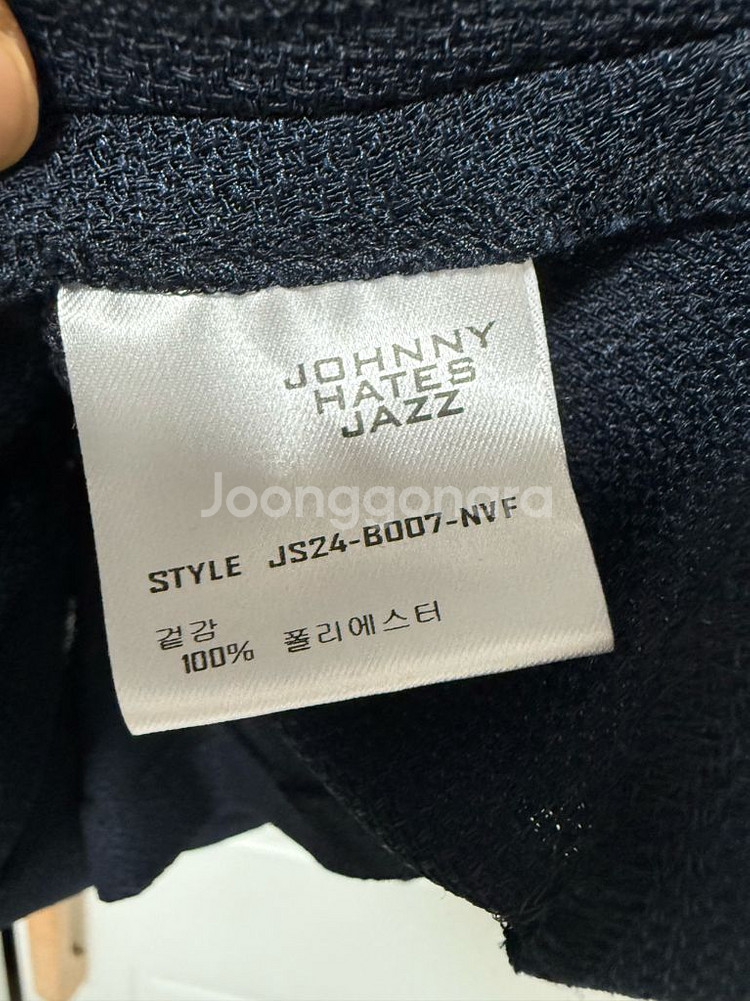 JOHNNY
HATES
JAZZ
Joonggonara
STYLE JS24-B007-NVF
겉감
100% 폴리에스터